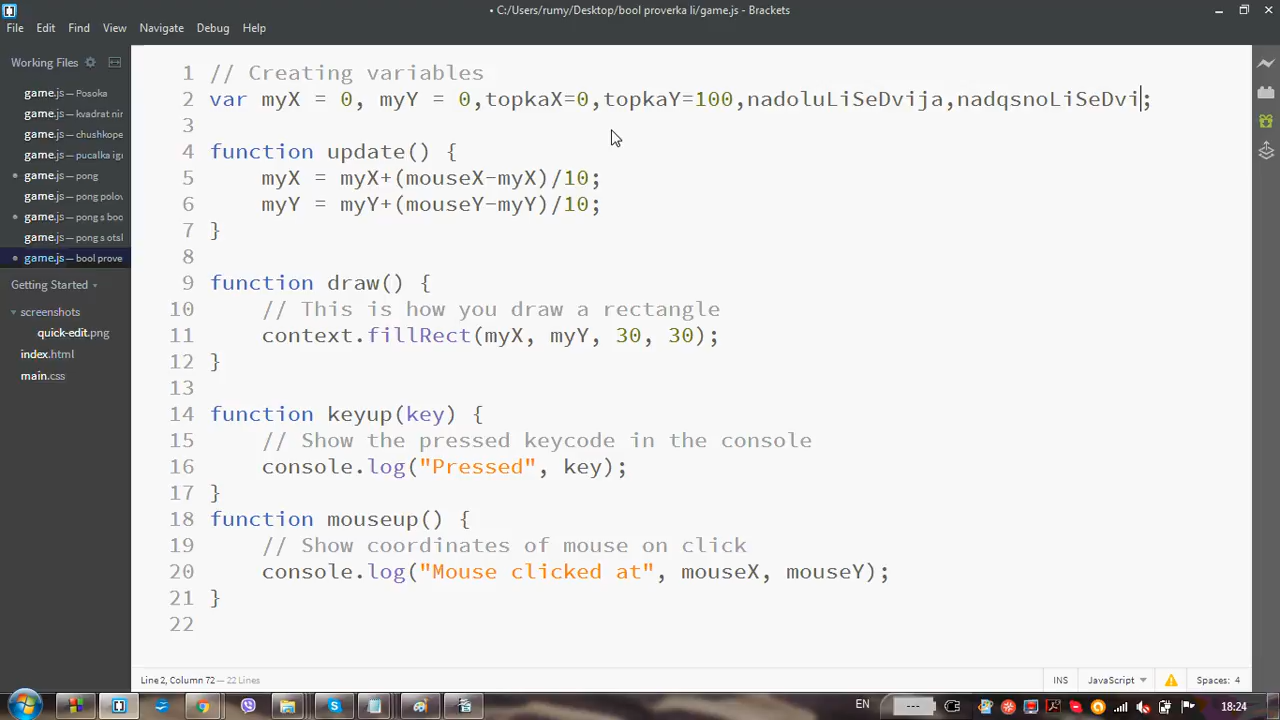 • C:/Users/rumy/Desktop/bool proverka li/game.js - Brackets
File Edit Find View Navigate Debug Help
Working Files
game.js — Posoka
game.js — kvadrat nir
game.js — chushkope
game.js — pucalka igi
game.js — pong
game.js — pong polov
game.js — pong s boo
game.js — pong s otsl
game.js — bool prove
Getting Started
screenshots
quick-edit.png
index.html
main.css
1 // Creating variables
2 var myX = 0, myY = 0,topkaX=0,topkaY=100,nadoluLiSeDvija,nadqsnoLiSeDvi;
3
4 function update() {
5 myX = myX+(mouseX-myX)/10;
6 myY = myY+(mouseY-myY)/10;
7 }
8
9 function draw() {
10 // This is how you draw a rectangle
11 context.fillRect(myX, myY, 30, 30);
12 }
13
14 function keyup(key) {
15 // Show the pressed keycode in the console
16 console.log("Pressed", key);
17 }
18 function mouseup() {
19 // Show coordinates of mouse on click
20 console.log("Mouse clicked at", mouseX, mouseY);
21 }
22
Line 2, Column 72 — 22 Lines
INS JavaScript Spaces: 4
EN 18:24